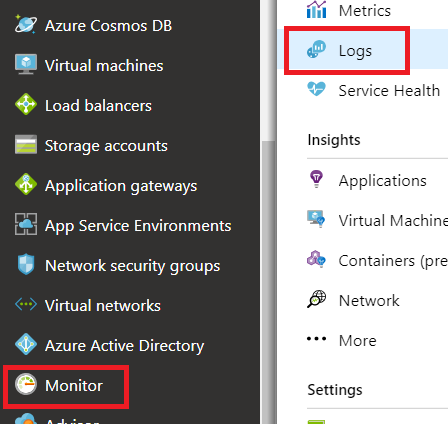 Azure Cosmos DB
Virtual machines
Load balancers
Storage accounts
Application gateways
App Service Environments
Network security groups
Virtual networks
Azure Active Directory
Monitor
Advisor
Metrics
Logs
Service Health
Insights
Applications
Virtual Machine
Containers (pre
Network
More
Settings